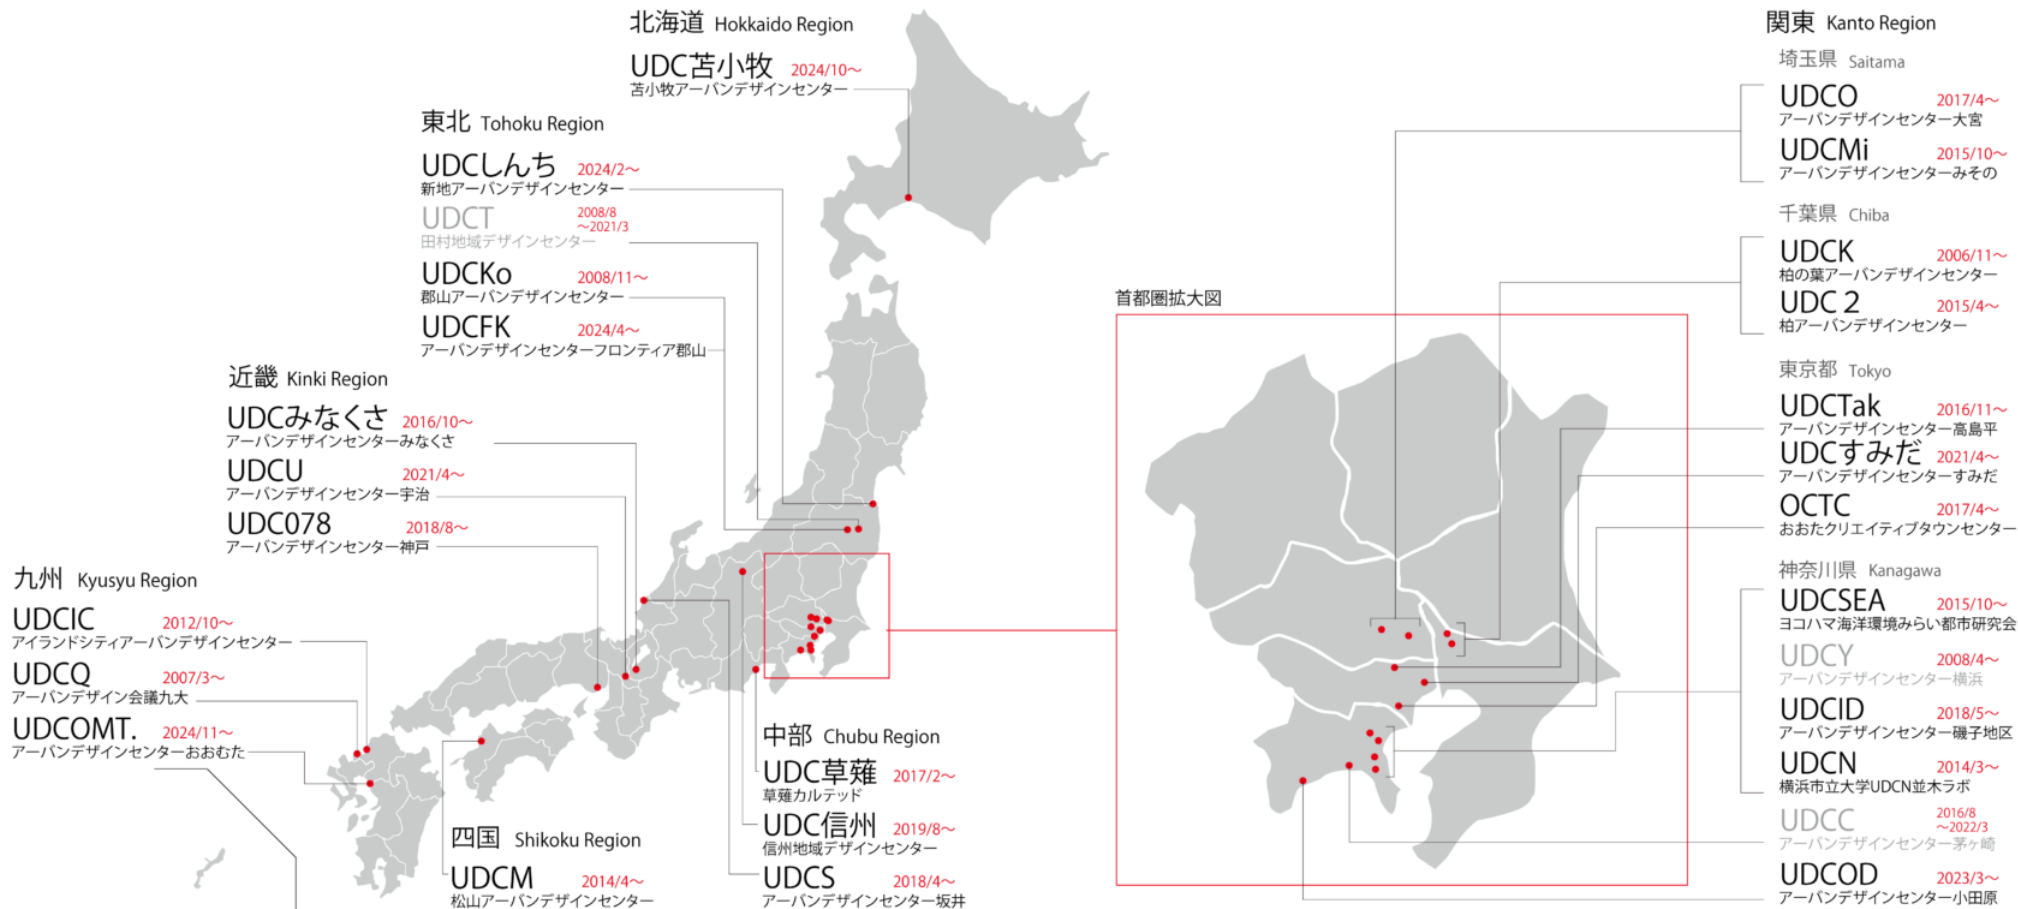 北海道 Hokkaido Region
UDC苫小牧 2024/10～
苫小牧アーバンデザインセンター
東北 Tohoku Region
UDCしんち 2024/2～
新地アーバンデザインセンター
UDCT 2008/8
～2021/3
田村地域デザインセンター
UDCKo 2008/11～
郡山アーバンデザインセンター
UDCFK 2024/4～
アーバンデザインセンターフロンティア郡山
近畿 Kinki Region
UDCみなくさ 2016/10～
アーバンデザインセンターみなくさ
UDCU 2021/4～
アーバンデザインセンター宇治
UDC078 2018/8～
アーバンデザインセンター神戸
九州 Kyusyu Region
UDCIC 2012/10～
アイランドシティアーバンデザインセンター
UDCQ 2007/3～
アーバンデザイン会議九大
UDCOMT. 2024/11～
アーバンデザインセンターおおむた
四国 Shikoku Region
UDCM 2014/4～
松山アーバンデザインセンター
中部 Chubu Region
UDC草薙 2017/2～
草薙カルテッド
UDC信州 2019/8～
信州地域デザインセンター
UDCS 2018/4～
アーバンデザインセンター坂井
首都圏拡大図
関東 Kanto Region
埼玉県 Saitama
UDCO 2017/4～
アーバンデザインセンター大宮
UDCMi 2015/10～
アーバンデザインセンターみその
千葉県 Chiba
UDCK 2006/11～
柏の葉アーバンデザインセンター
UDC 2 2015/4～
柏アーバンデザインセンター
東京都 Tokyo
UDCTak 2016/11～
アーバンデザインセンター高島平
UDCすみだ 2021/4～
アーバンデザインセンターすみだ
OCTC 2017/4～
おおたクリエイティブタウンセンター
神奈川県 Kanagawa
UDCSEA 2015/10～
ヨコハマ海洋環境みらい都市研究会
UDCY 2008/4～
アーバンデザインセンター横浜
UDCID 2018/5～
アーバンデザインセンター磯子地区
UDCN 2014/3～
横浜市立大学UDCN並木ラボ
UDCC 2016/8
～2022/3
アーバンデザインセンター茅ヶ崎
UDCOD 2023/3～
アーバンデザインセンター小田原